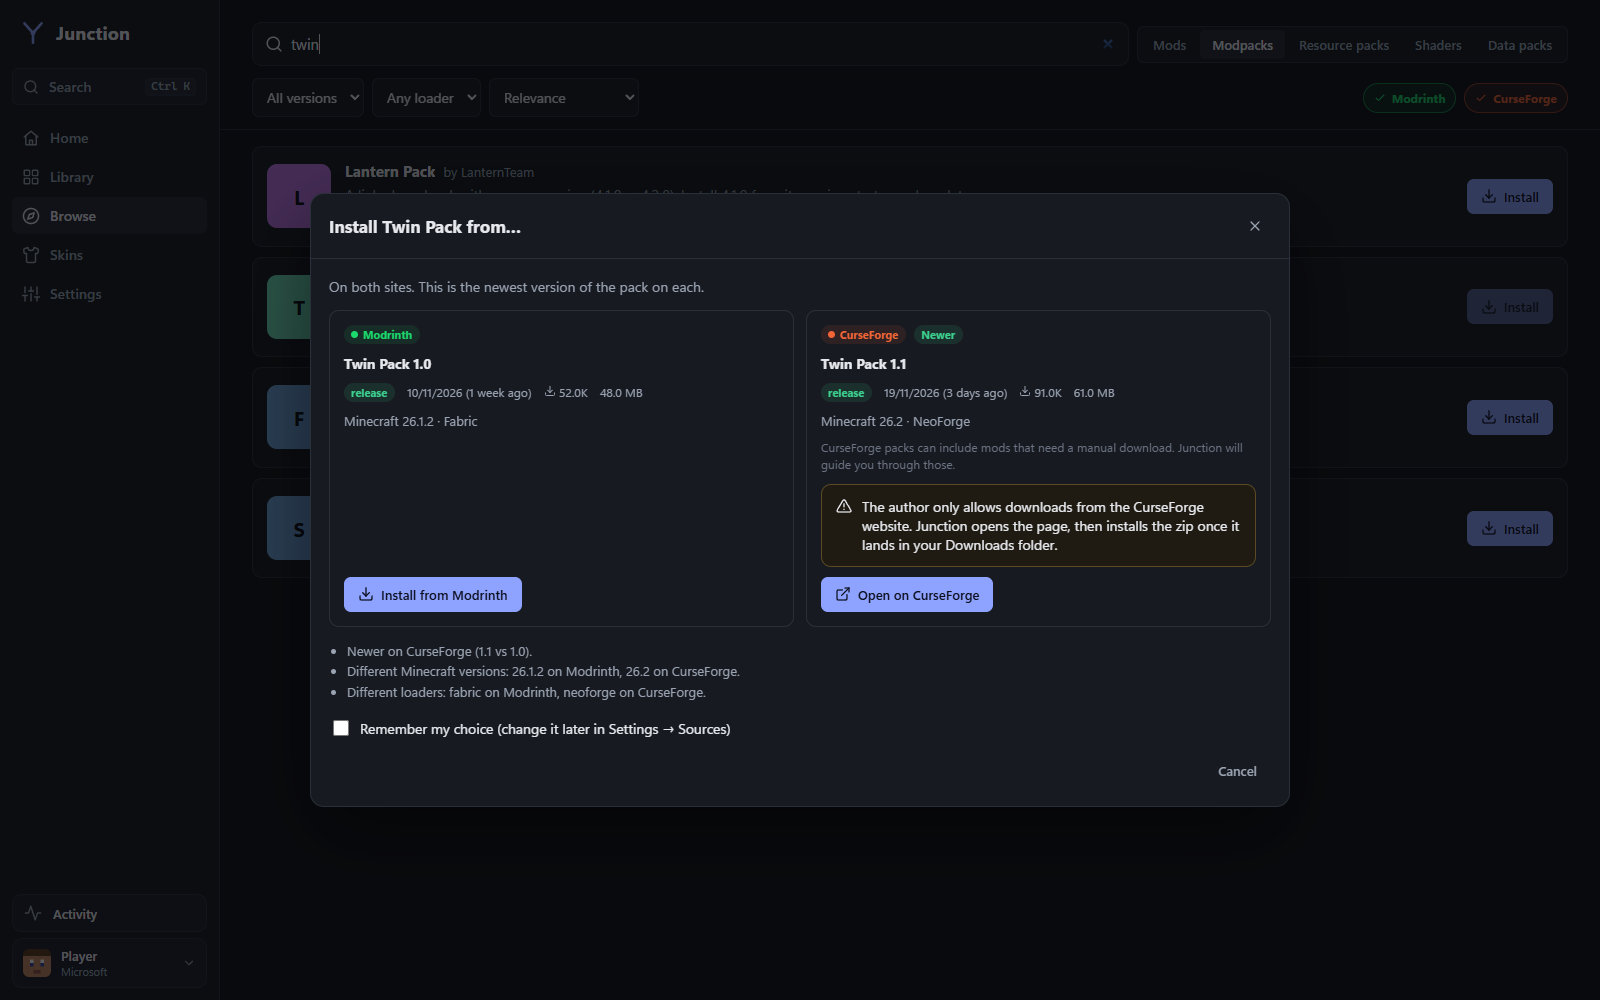 Junction
Search Ctrl K
Home
Library
Browse
Skins
Settings
Activity
Player
Microsoft
twin
Mods Modpacks Resource packs Shaders Data packs
All versions Any loader Relevance
Modrinth CurseForge
L
Lantern Pack by LanternTeam
Install
T
Install
F
Install
S
Install
Install Twin Pack from...
On both sites. This is the newest version of the pack on each.
Modrinth
Twin Pack 1.0
release 10/11/2026 (1 week ago) 52.0K 48.0 MB
Minecraft 26.1.2 · Fabric
Install from Modrinth
CurseForge Newer
Twin Pack 1.1
release 19/11/2026 (3 days ago) 91.0K 61.0 MB
Minecraft 26.2 · NeoForge
CurseForge packs can include mods that need a manual download. Junction will
guide you through those.
The author only allows downloads from the CurseForge
website. Junction opens the page, then installs the zip once it
lands in your Downloads folder.
Open on CurseForge
• Newer on CurseForge (1.1 vs 1.0).
• Different Minecraft versions: 26.1.2 on Modrinth, 26.2 on CurseForge.
• Different loaders: fabric on Modrinth, neoforge on CurseForge.
Remember my choice (change it later in Settings → Sources)
Cancel